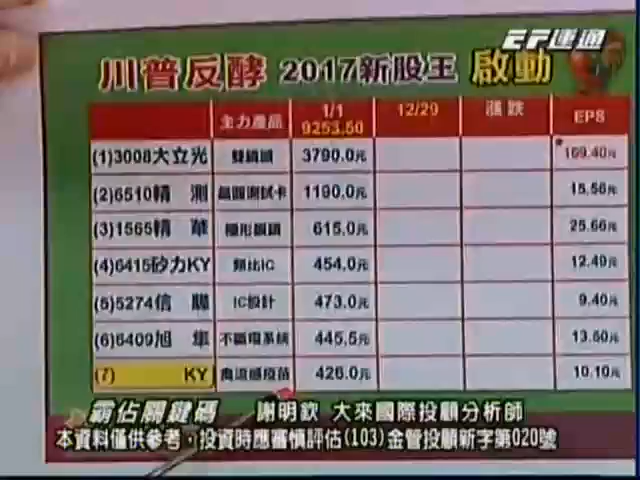 EF運通
川普反酵 2017新股王 啟動
主力產品 1/1 9253.50 12/29 漲跌 EPS
(1)3008大立光 雙鏡頭 3790.0元 169.40元
(2)6510精 測 晶圓測試卡 1190.0元 15.56元
(3)1565精 華 隱形眼鏡 615.0元 25.66元
(4)6415矽力KY 類比IC 454.0元 12.49元
(5)5274信 驊 IC設計 473.0元 9.40元
(6)6409旭 隼 不斷電系統 445.5元 13.60元
(7) KY 禽流感疫苗 426.0元 10.10元
霸佔關鍵碼 謝明欽 大來國際投顧分析師
本資料僅供參考，投資時應審慎評估(103)金管投顧新字第020號